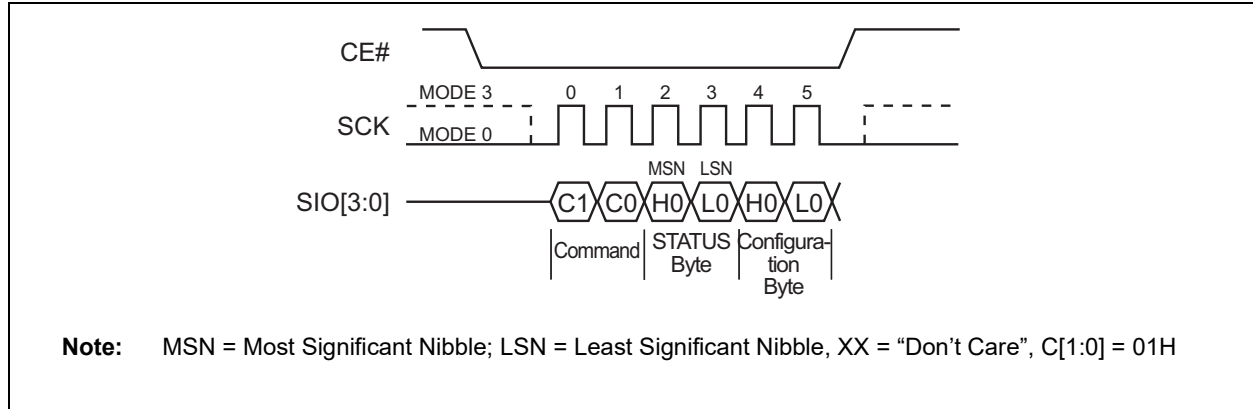 CE#
MODE 3 0 1 2 3 4 5
SCK
MODE 0
MSN LSN
SIO[3:0] C1 C0 H0 L0 H0 L0
Command STATUS Configura-
Byte tion
Byte
Note: MSN = Most Significant Nibble; LSN = Least Significant Nibble, XX = “Don’t Care”, C[1:0] = 01H